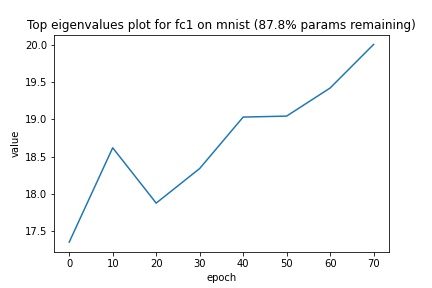 Top eigenvalues plot for fc1 on mnist (87.8% params remaining)
20.0
19.5
19.0
18.5
18.0
17.5
value
0 10 20 30 40 50 60 70
epoch